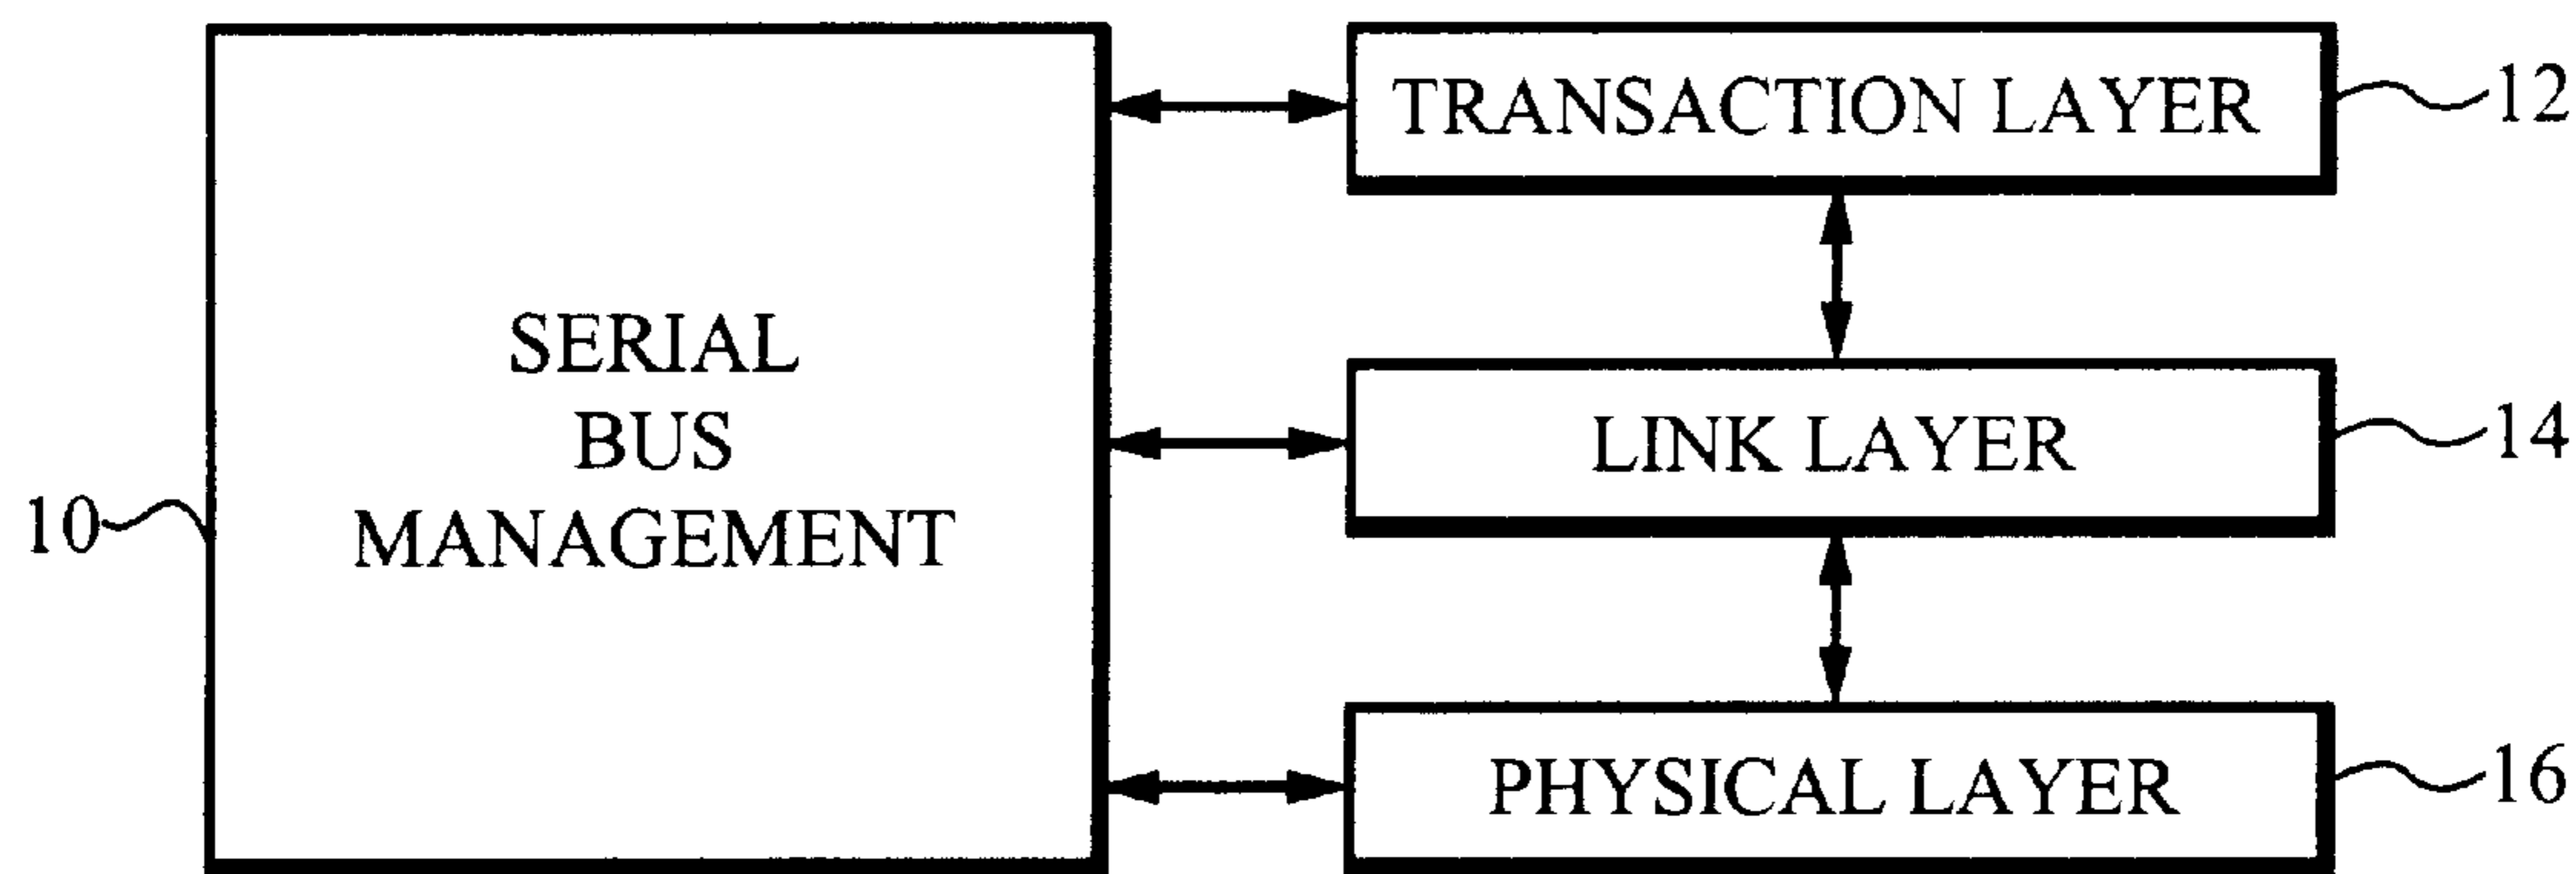 TRANSACTION LAYER
12
SERIAL
BUS
MANAGEMENT
10
LINK LAYER
14
PHYSICAL LAYER
16